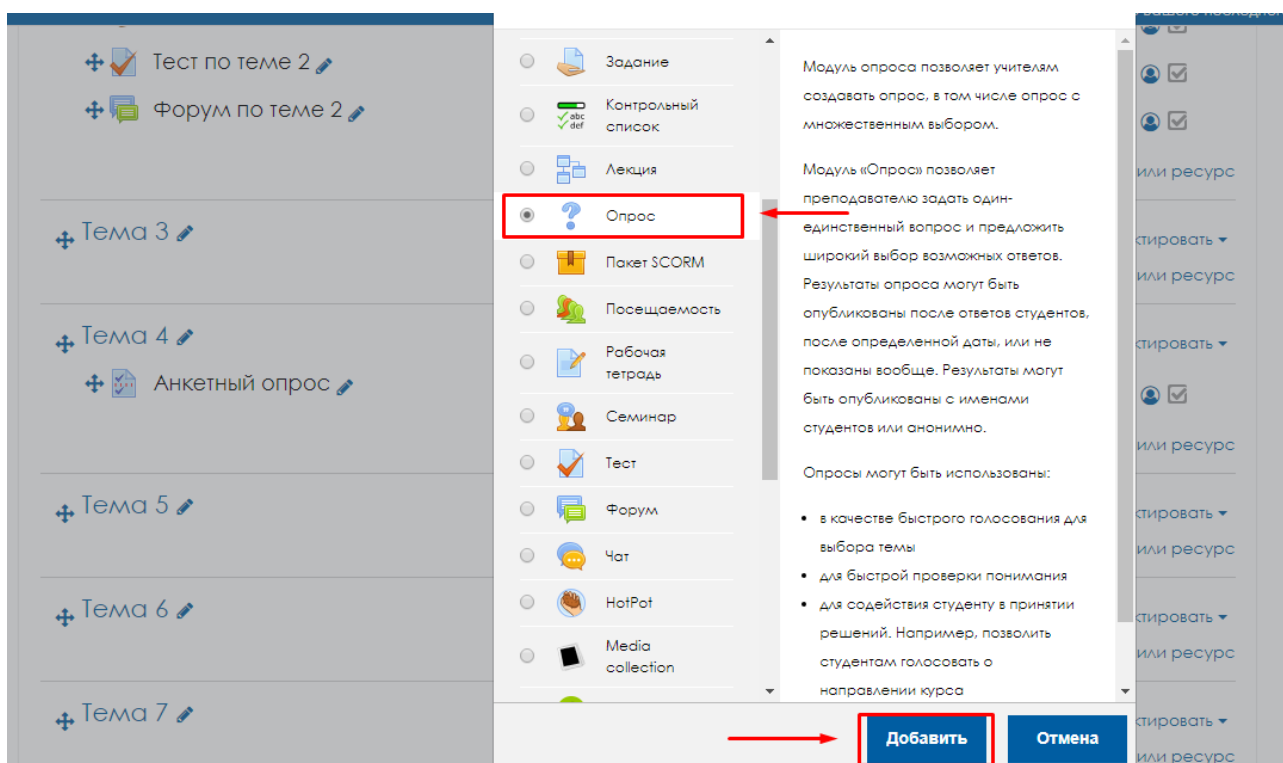 Тест по теме 2
Форум по теме 2
Тема 3
Тема 4
Анкетный опрос
Тема 5
Тема 6
Тема 7
Задание
Контрольный
список
Лекция
Опрос
Пакет SCORM
Посещаемость
Рабочая
тетрадь
Семинар
Тест
Форум
Чат
HotPot
Media
collection
Модуль опроса позволяет учителям
создавать опрос, в том числе опрос с
множественным выбором.
Модуль «Опрос» позволяет
преподавателю задать один-
единственный вопрос и предложить
широкий выбор возможных ответов.
Результаты опроса могут быть
опубликованы после ответов студентов,
после определенной даты, или не
показаны вообще. Результаты могут
быть опубликованы с именами
студентов или анонимно.
Опросы могут быть использованы:
• в качестве быстрого голосования для
выбора темы
• для быстрой проверки понимания
• для содействия студенту в принятии
решений. Например, позволить
студентам голосовать о
направлении курса
Добавить
Отмена
или ресурс
ктировать
или ресурс
ктировать
или ресурс
ктировать
или ресурс
ктировать
или ресурс
ктировать
или ресурс